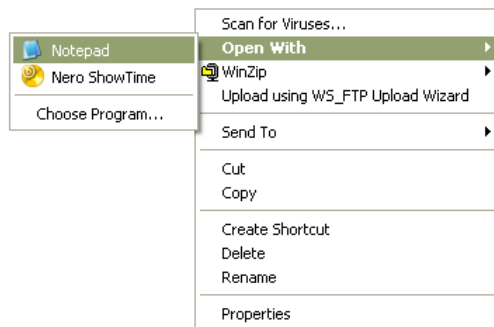 Scan for Viruses...
Open With
WinZip
Upload using WS_FTP Upload Wizard
Send To
Cut
Copy
Create Shortcut
Delete
Rename
Properties
Notepad
Nero ShowTime
Choose Program...